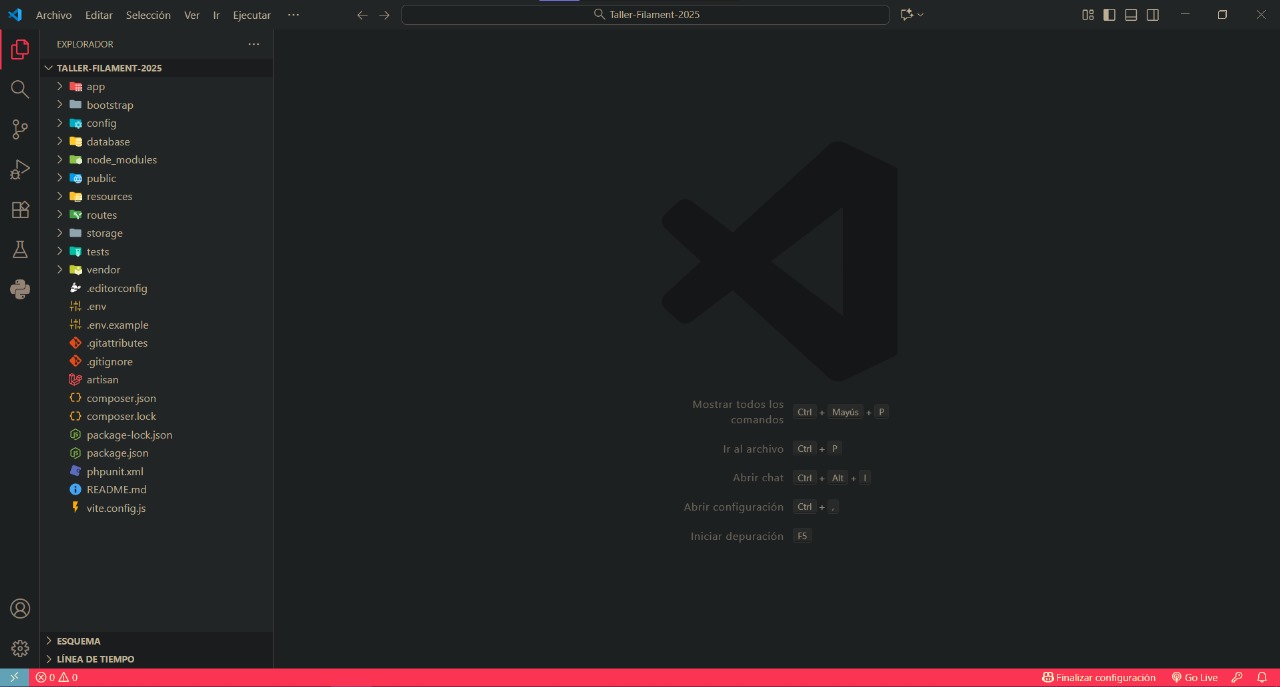 Archivo Editar Selección Ver Ir Ejecutar ··· Taller-Filament-2025
EXPLORADOR ···
TALLER-FILAMENT-2025
app
bootstrap
config
database
node_modules
public
resources
routes
storage
tests
vendor
.editorconfig
.env
.env.example
.gitattributes
.gitignore
artisan
composer.json
composer.lock
package-lock.json
package.json
phpunit.xml
README.md
vite.config.js
Mostrar todos los comandos Ctrl + Mayús + P
Ir al archivo Ctrl + P
Abrir chat Ctrl + Alt + I
Abrir configuración Ctrl + ,
Iniciar depuración F5
ESQUEMA
LÍNEA DE TIEMPO
0 0 Finalizar configuración Go Live